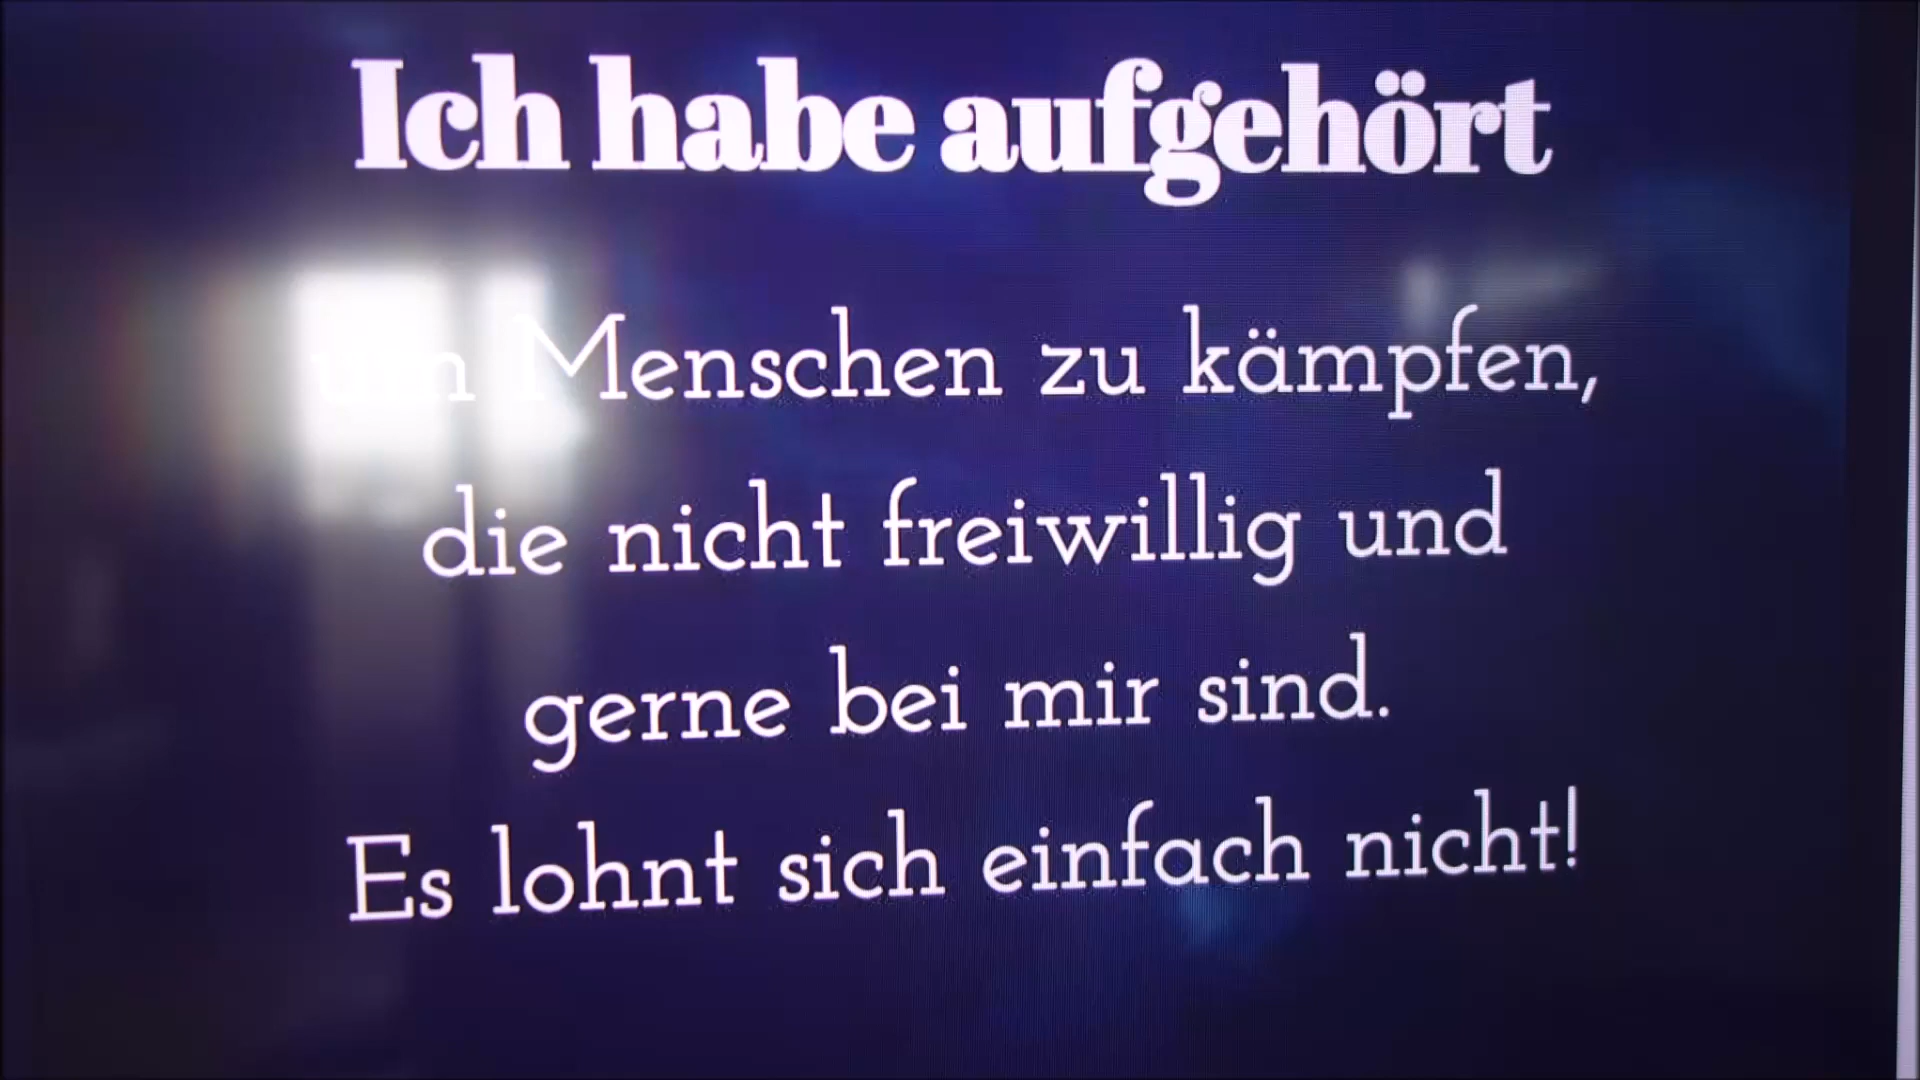 Ich habe aufgehört
um Menschen zu kämpfen,
die nicht freiwillig und
gerne bei mir sind.
Es lohnt sich einfach nicht!